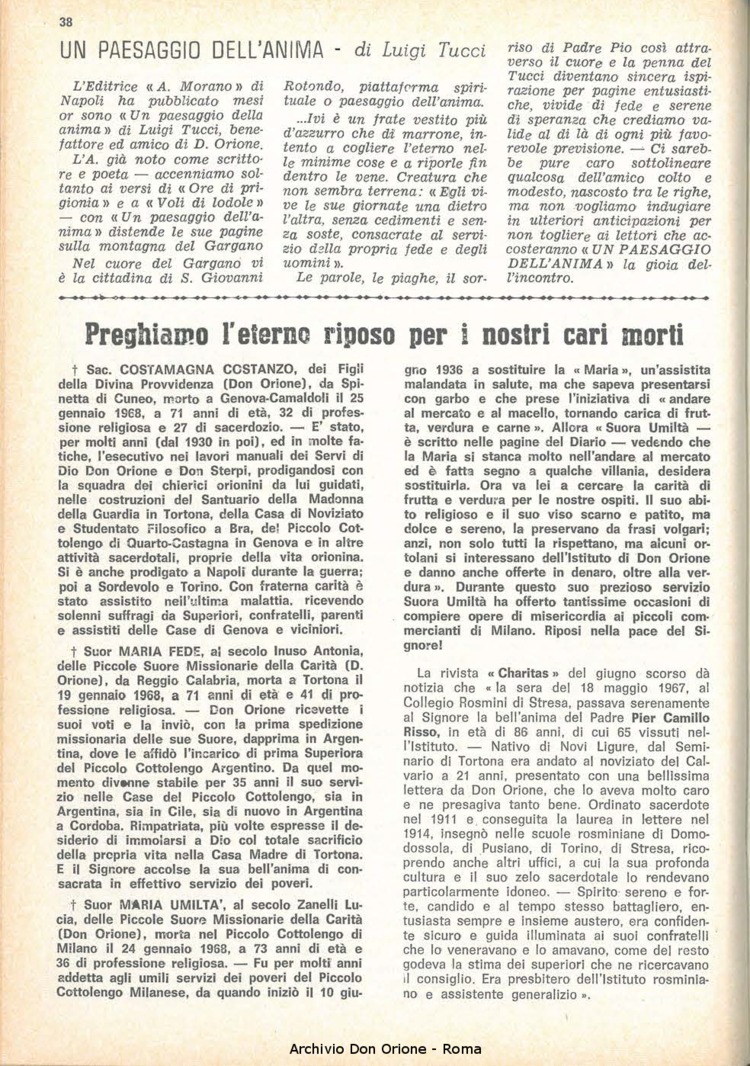 38
UN PAESAGGIO DELL'ANIMA - di Luigi Tucci
L'Editrice « A. Morano » di
Napoli ha pubblicato mesi
or sono « Un paesaggio della
anima » di Luigi Tucci, bene-
fattore ed amico di D. Orione.
L'A. già noto come scritto-
re e poeta — accenniamo sol-
tanto ai versi di « Ore di pri-
gionia » e a « Voli di lodole »
— con « Un paesaggio dell'a-
nima » distende le sue pagine
sulla montagna del Gargano
Nel cuore del Gargano vi
è la cittadina di S. Giovanni
Rotondo, piattaforma spiri-
tuale o paesaggio dell'anima.
...Ivi è un frate vestito più
d'azzurro che di marrone, in-
tento a cogliere l'eterno nel-
le minime cose e a riporle fin
dentro le vene. Creatura che
non sembra terrena: « Egli vi-
ve le sue giornate una dietro
l'altra, senza cedimenti e sen-
za soste, consacrate al servi-
zio della propria fede e degli
uomini ».
Le parole, le piaghe, il sor-
riso di Padre Pio così attra-
verso il cuore e la penna del
Tucci diventano sincera ispi-
razione per pagine entusiasti-
che, vivide di fede e serene
di speranza che crediamo va-
lide al di là di ogni più favo-
revole previsione. — Ci sareb-
be pure caro sottolineare
qualcosa dell'amico colto e
modesto, nascosto tra le righe,
ma non vogliamo indugiare
in ulteriori anticipazioni per
non togliere ai lettori che ac-
costeranno « UN PAESAGGIO
DELL'ANIMA » la gioia del-
l'incontro.
Preghiamo l'eterno riposo per i nostri cari morti
† Sac. COSTAMAGNA COSTANZO, dei Figli
della Divina Provvidenza (Don Orione), da Spi-
netta di Cuneo, morto a Genova-Camaldoli il 25
gennaio 1968, a 71 anni di età, 32 di profes-
sione religiosa e 27 di sacerdozio. — E' stato,
per molti anni (dal 1930 in poi), ed in molte fa-
tiche, l'esecutivo nei lavori manuali dei Servi di
Dio Don Orione e Don Sterpi, prodigandosi con
la squadra dei chierici orionini da lui guidati,
nelle costruzioni del Santuario della Madonna
della Guardia in Tortona, della Casa di Noviziato
e Studentato Filosofico a Bra, del Piccolo Cot-
tolengo di Quarto-Castagna in Genova e in altre
attività sacerdotali, proprie della vita orionina.
Si è anche prodigato a Napoli durante la guerra;
poi a Sordevolo e Torino. Con fraterna carità è
stato assistito nell'ultima malattia, ricevendo
solenni suffragi da Superiori, confratelli, parenti
e assistiti delle Case di Genova e viciniori.
† Suor MARIA FEDE, al secolo Inuso Antonia,
delle Piccole Suore Missionarie della Carità (D.
Orione), da Reggio Calabria, morta a Tortona il
19 gennaio 1968, a 71 anni di età e 41 di pro-
fessione religiosa. — Don Orione ricevette i
suoi voti e la inviò, con la prima spedizione
missionaria delle sue Suore, dapprima in Argen-
tina, dove le affidò l'incarico di prima Superiora
del Piccolo Cottolengo Argentino. Da quel mo-
mento divenne stabile per 35 anni il suo servi-
zio nelle Case del Piccolo Cottolengo, sia in
Argentina, sia in Cile, sia di nuovo in Argentina
a Cordoba. Rimpatriata, più volte espresse il de-
siderio di immolarsi a Dio col totale sacrificio
della propria vita nella Casa Madre di Tortona.
E il Signore accolse la sua bell'anima di con-
sacrata in effettivo servizio dei poveri.
† Suor MARIA UMILTA', al secolo Zanelli Lu-
cia, delle Piccole Suore Missionarie della Carità
(Don Orione), morta nel Piccolo Cottolengo di
Milano il 24 gennaio 1968, a 73 anni di età e
36 di professione religiosa. — Fu per molti anni
addetta agli umili servizi dei poveri del Piccolo
Cottolengo Milanese, da quando iniziò il 10 giu-
gno 1936 a sostituire la « Maria », un'assistita
malandata in salute, ma che sapeva presentarsi
con garbo e che prese l'iniziativa di « andare
al mercato e al macello, tornando carica di frut-
ta, verdura e carne ». Allora « Suora Umiltà —
è scritto nelle pagine del Diario — vedendo che
la Maria si stanca molto nell'andare al mercato
ed è fatta segno a qualche villania, desidera
sostituirla. Ora va lei a cercare la carità di
frutta e verdura per le nostre ospiti. Il suo abi-
to religioso e il suo viso scarno e patito, ma
dolce e sereno, la preservano da frasi volgari;
anzi, non solo tutti la rispettano, ma alcuni or-
tolani si interessano dell'Istituto di Don Orione
e danno anche offerte in denaro, oltre alla ver-
dura ». Durante questo suo prezioso servizio
Suora Umiltà ha offerto tantissime occasioni di
compiere opere di misericordia ai piccoli com-
mercianti di Milano. Riposi nella pace del Si-
gnore!
La rivista « Charitas » del giugno scorso dà
notizia che « la sera del 18 maggio 1967, al
Collegio Rosmini di Stresa, passava serenamente
al Signore la bell'anima del Padre Pier Camillo
Risso, in età di 86 anni, di cui 65 vissuti nel-
l'Istituto. — Nativo di Novi Ligure, dal Semi-
nario di Tortona era andato al noviziato del Cal-
vario a 21 anni, presentato con una bellissima
lettera da Don Orione, che lo aveva molto caro
e ne presagiva tanto bene. Ordinato sacerdote
nel 1911 e conseguita la laurea in lettere nel
1914, insegnò nelle scuole rosminiane di Domo-
dossola, di Pusiano, di Torino, di Stresa, rico-
prendo anche altri uffici, a cui la sua profonda
cultura e il suo zelo sacerdotale lo rendevano
particolarmente idoneo. — Spirito sereno e for-
te, candido e al tempo stesso battagliero, en-
tusiasta sempre e insieme austero, era confiden-
te sicuro e guida illuminata ai suoi confratelli
che lo veneravano e lo amavano, come del resto
godeva la stima dei superiori che ne ricercavano
il consiglio. Era presbitero dell'Istituto rosminia-
no e assistente generalizio ».
Archivio Don Orione - Roma